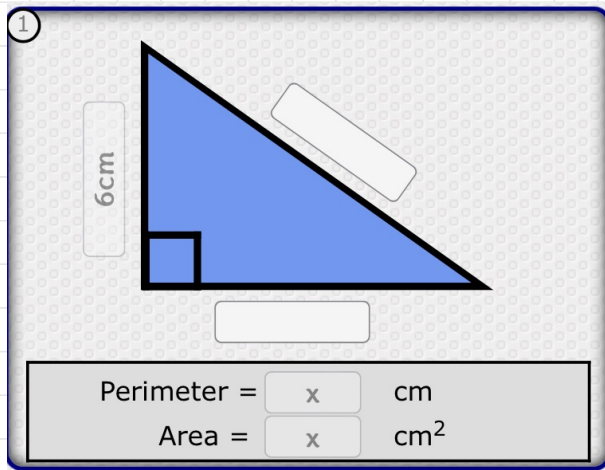 1
6cm
Perimeter = x cm
Area = x cm²